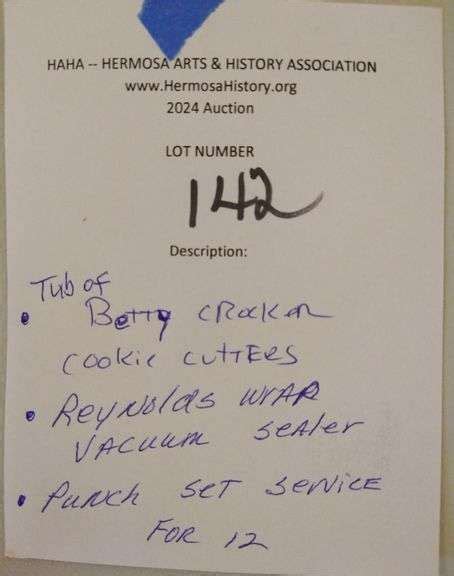 HAHA -- HERMOSA ARTS & HISTORY ASSOCIATION
www.HermosaHistory.org
2024 Auction
LOT NUMBER
142
Description:
Tub of
• Betty CROCKER
COOKIE CUTTERS
• Reynolds WRAP
VACUUM SEALER
• PUNCH SET SERVICE
FOR 12